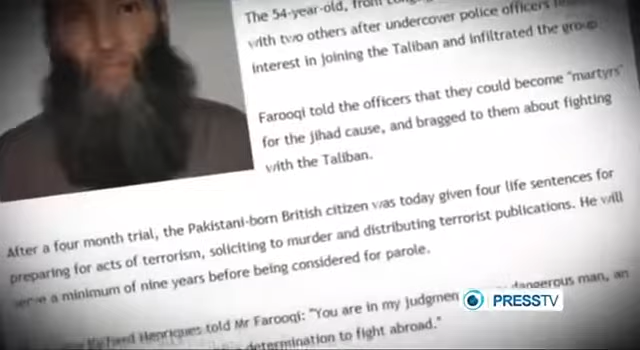 The 54-year-old, from
with two others after undercover police officers
interest in joining the Taliban and infiltrated the group
Farooqi told the officers that they could become "martyrs"
for the jihad cause, and bragged to them about fighting
with the Taliban.
After a four month trial, the Pakistani-born British citizen was today given four life sentences for
preparing for acts of terrorism, soliciting to murder and distributing terrorist publications. He will
serve a minimum of nine years before being considered for parole.
Henriques told Mr Farooqi: "You are in my judgment dangerous man, an
determination to fight abroad."
PRESSTV